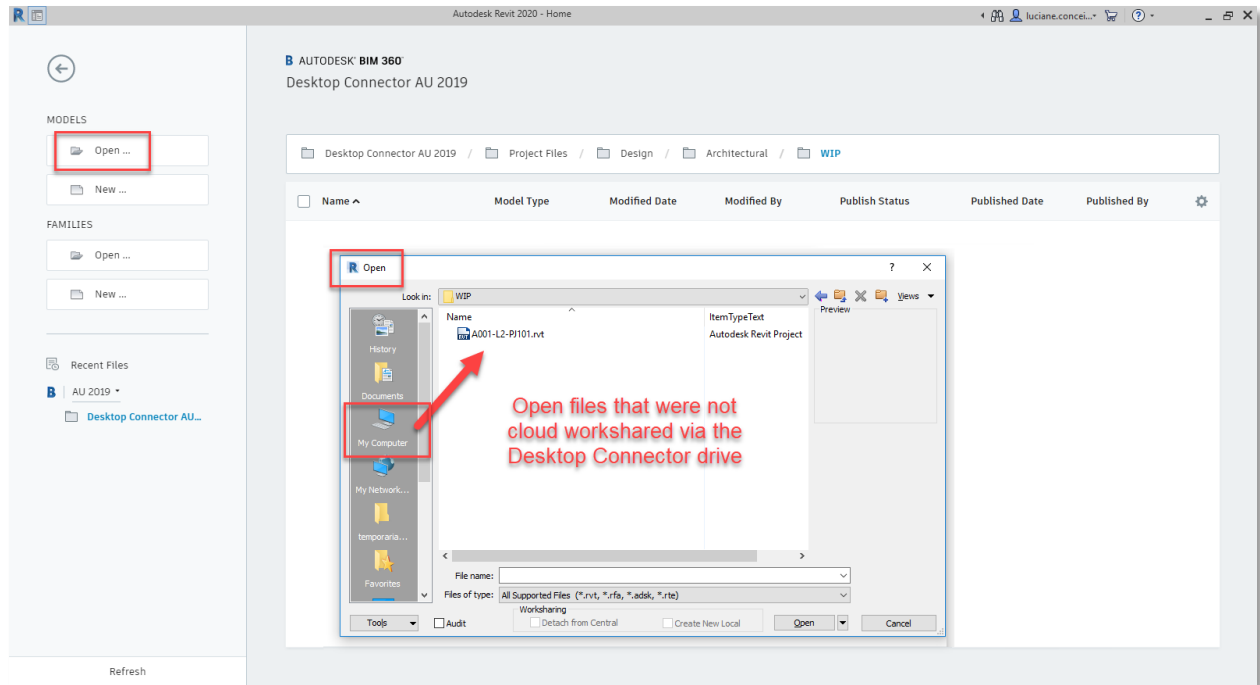 Autodesk Revit 2020 - Home
luciane.concei...
AUTODESK® BIM 360®
Desktop Connector AU 2019
MODELS
Open ...
New ...
FAMILIES
Open ...
New ...
Recent Files
AU 2019
Desktop Connector AU...
Refresh
Desktop Connector AU 2019 / Project Files / Design / Architectural / WIP
Name Model Type Modified Date Modified By Publish Status Published Date Published By
Open
Look in: WIP Views
Name ItemTypeText Preview
A001-L2-PJ101.rvt Autodesk Revit Project
History
Documents
My Computer
My Network...
temporaria...
Favorites
Open files that were not
cloud workshared via the
Desktop Connector drive
File name:
Files of type: All Supported Files (*.rvt, *.rfa, *.adsk, *.rte)
Worksharing
Tools Audit Detach from Central Create New Local Open Cancel